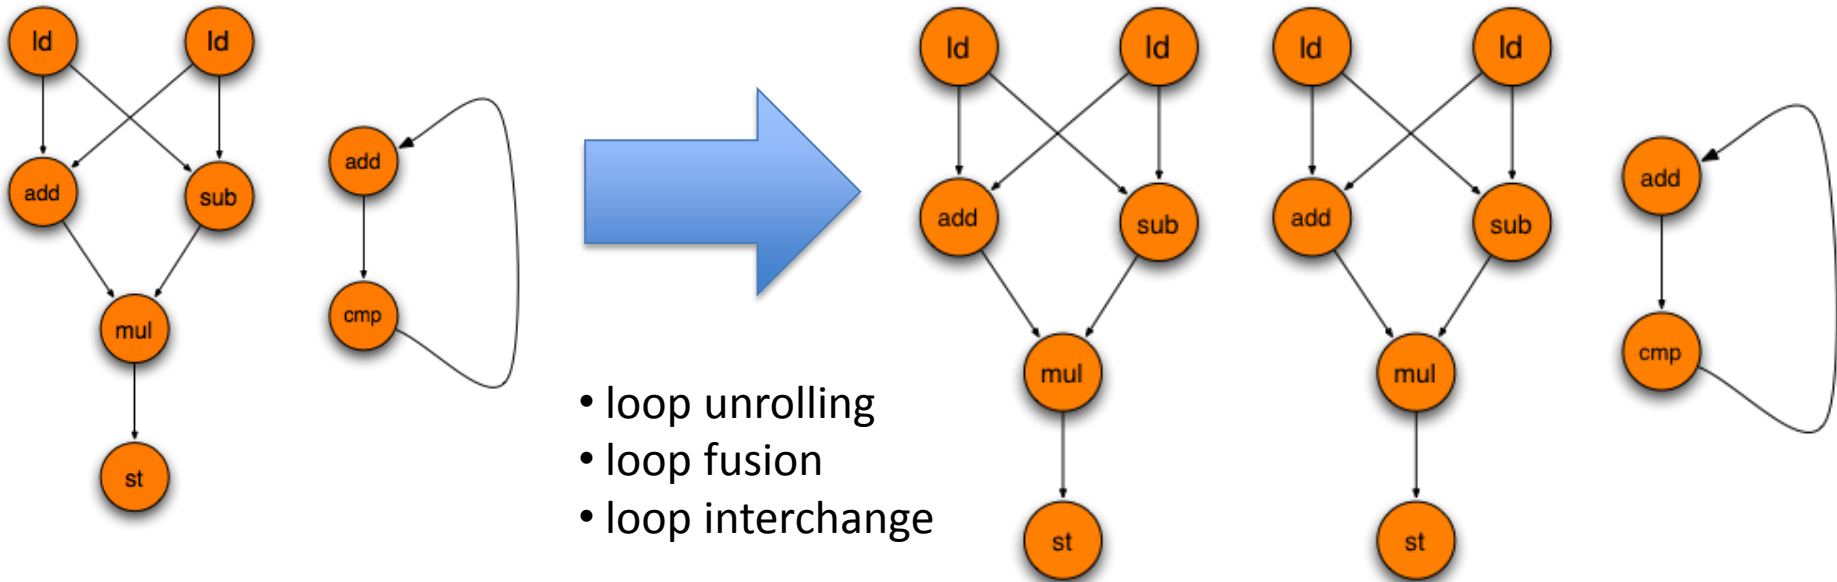 ld ld
add sub
mul
st
add
cmp
• loop unrolling
• loop fusion
• loop interchange
ld ld
add sub
mul
st
ld ld
add sub
mul
st
add
cmp